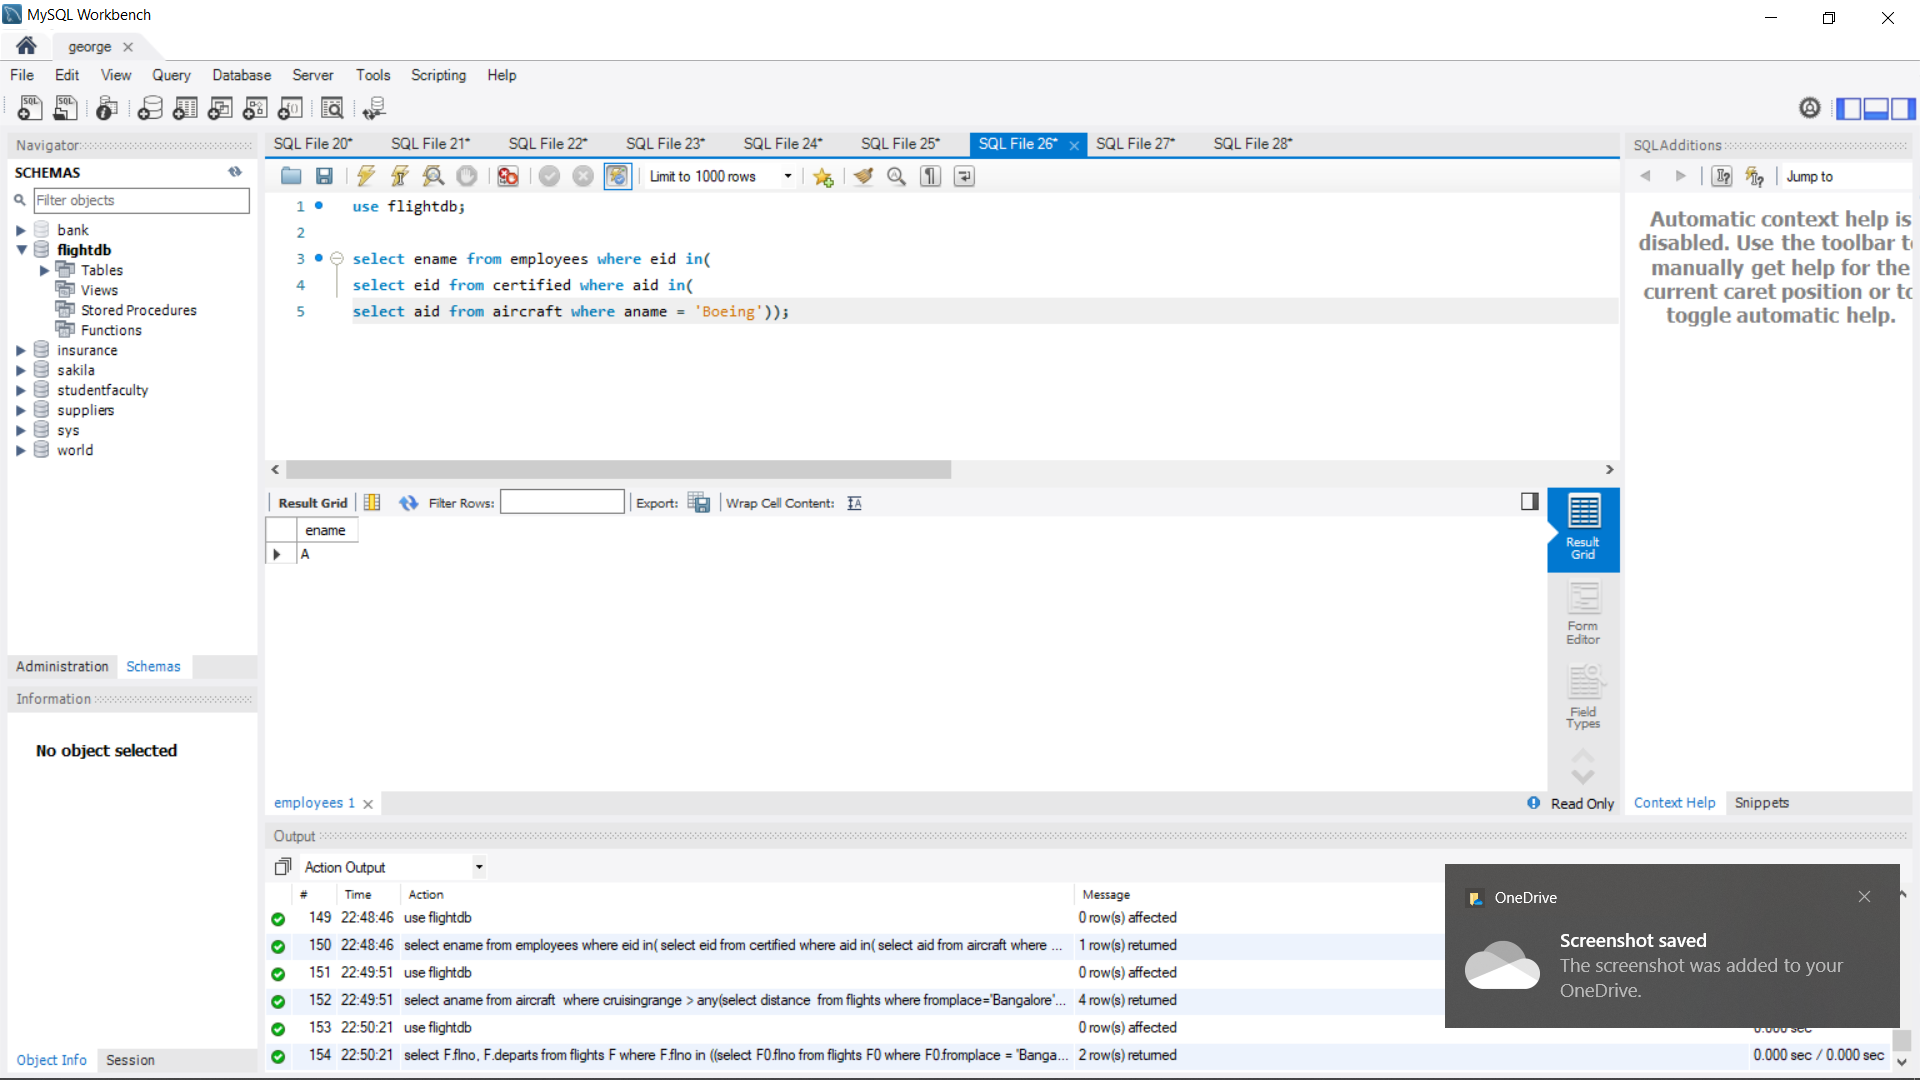 MySQL Workbench
george
File Edit View Query Database Server Tools Scripting Help
Navigator
SCHEMAS
Filter objects
bank
flightdb
Tables
Views
Stored Procedures
Functions
insurance
sakila
studentfaculty
suppliers
sys
world
Administration Schemas
Information
No object selected
Object Info Session
SQL File 20* SQL File 21* SQL File 22* SQL File 23* SQL File 24* SQL File 25* SQL File 26* SQL File 27* SQL File 28*
Limit to 1000 rows
1 use flightdb;
2
3 select ename from employees where eid in(
4 select eid from certified where aid in(
5 select aid from aircraft where aname = 'Boeing'));
Result Grid Filter Rows: Export: Wrap Cell Content:
ename
A
Result
Grid
Form
Editor
Field
Types
employees 1
Read Only
SQLAdditions
Jump to
Automatic context help is
disabled. Use the toolbar t
manually get help for the
current caret position or to
toggle automatic help.
Context Help Snippets
Output
Action Output
# Time Action Message
149 22:48:46 use flightdb 0 row(s) affected
150 22:48:46 select ename from employees where eid in( select eid from certified where aid in( select aid from aircraft where ... 1 row(s) returned
151 22:49:51 use flightdb 0 row(s) affected
152 22:49:51 select aname from aircraft where cruisingrange > any(select distance from flights where fromplace='Bangalore'... 4 row(s) returned
153 22:50:21 use flightdb 0 row(s) affected 0.000 sec
154 22:50:21 select F.flno, F.departs from flights F where F.flno in ((select F0.flno from flights F0 where F0.fromplace = 'Banga... 2 row(s) returned 0.000 sec / 0.000 sec
OneDrive
Screenshot saved
The screenshot was added to your
OneDrive.